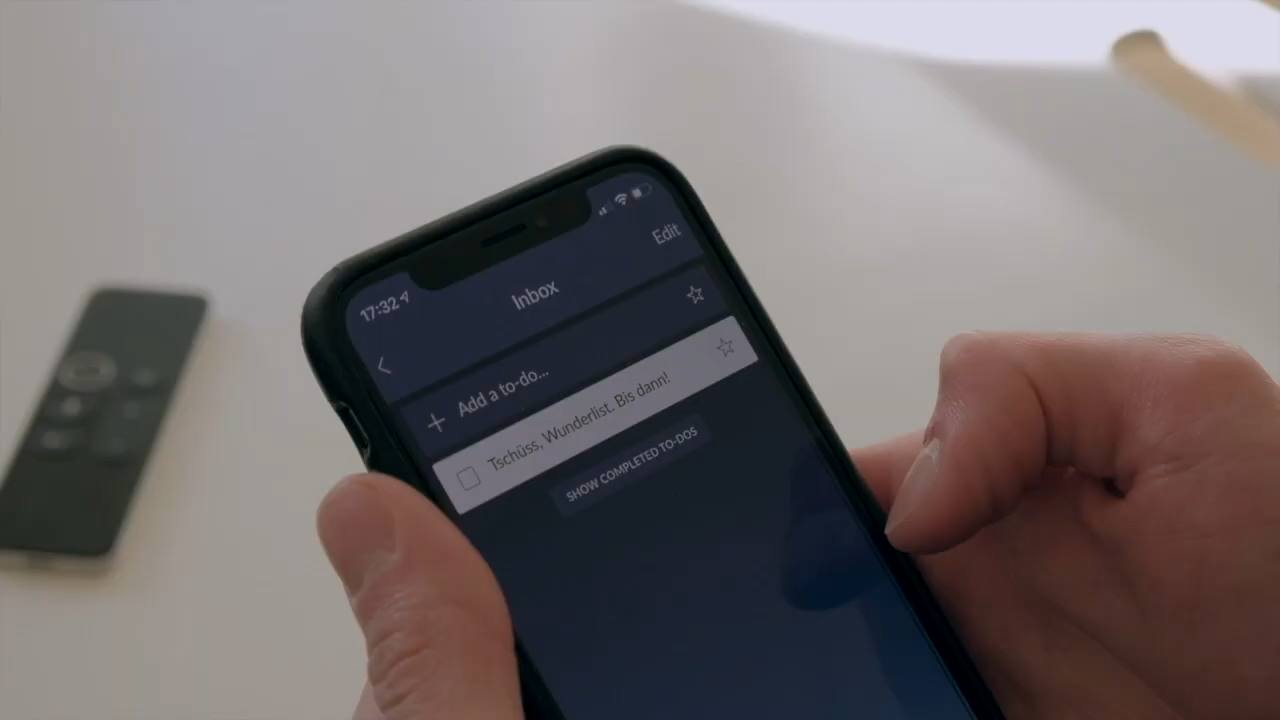 17:32
Edit
Inbox
Add a to-do...
Tschüss, Wunderlist. Bis dann!
SHOW COMPLETED TO-DOS